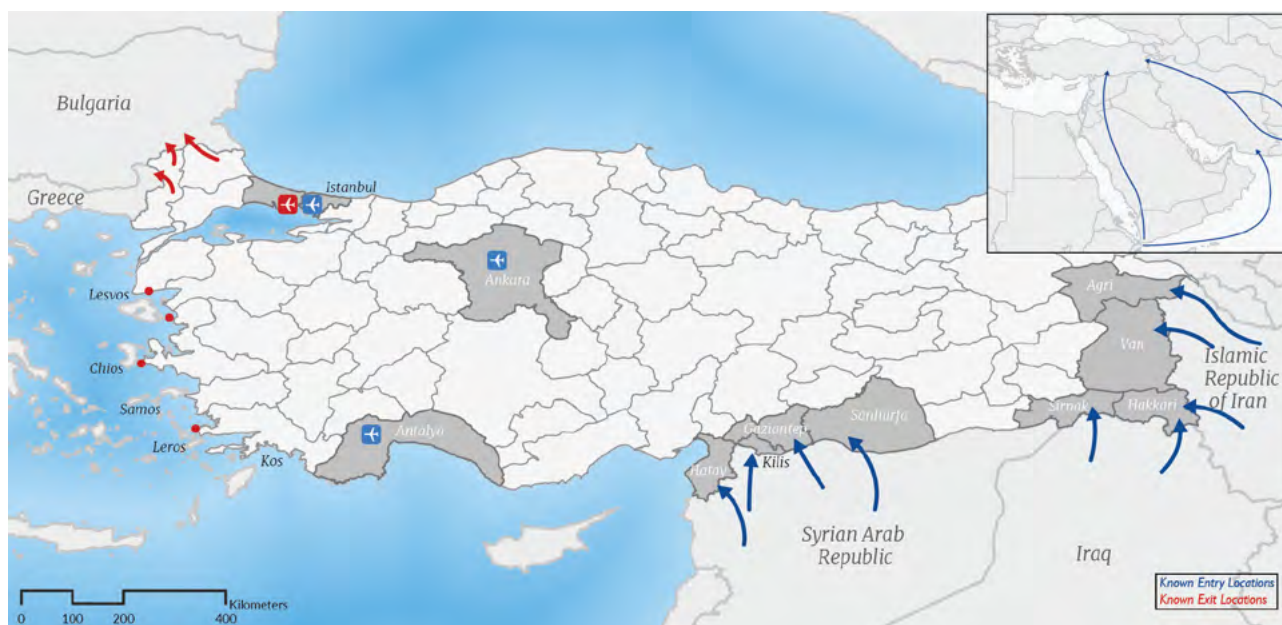 Bulgaria
Greece
Istanbul
Ankara
Lesvos
Chios
Samos
Leros
Kos
Antalya
Hatay
Gaziantep
Kilis
Sanliurfa
Agri
Van
Sirnak
Hakkari
Islamic
Republic
of Iran
Syrian Arab
Republic
Iraq
Kilometers
0 100 200 400
Known Entry Locations
Known Exit Locations